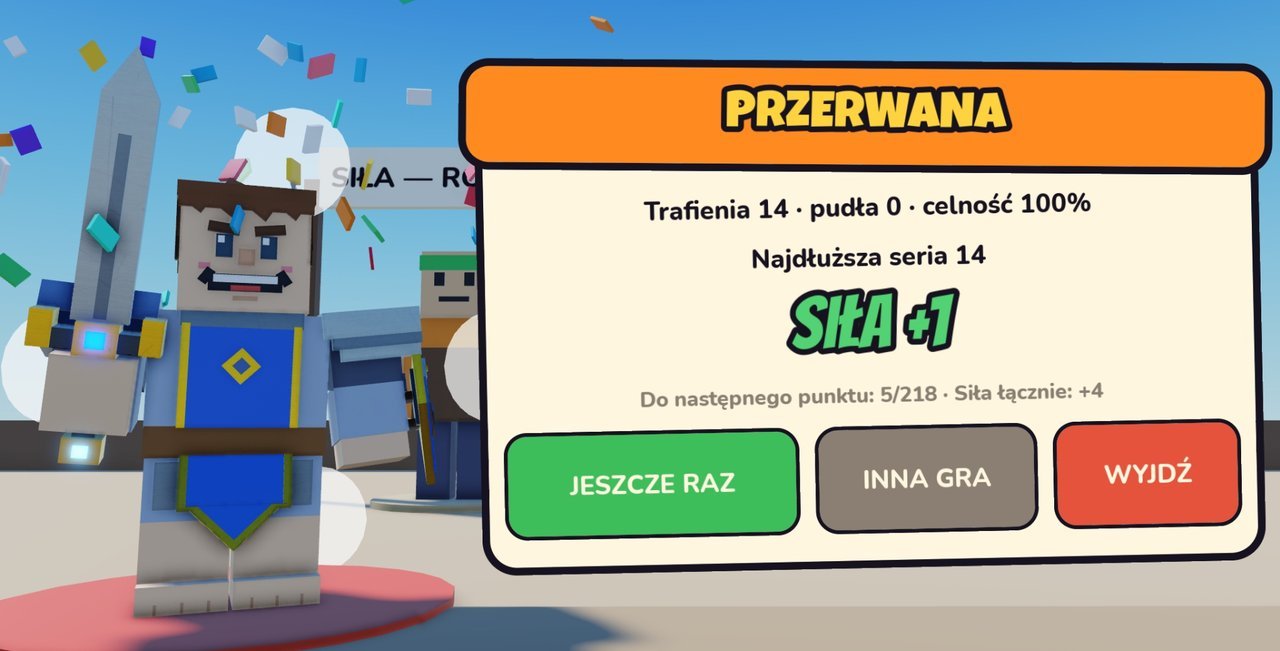 PRZERWANA
SIŁA —
Trafienia 14 · pudła 0 · celność 100%
Najdłuższa seria 14
SIŁA +1
Do następnego punktu: 5/218 · Siła łącznie: +4
JESZCZE RAZ
INNA GRA
WYJDŹ